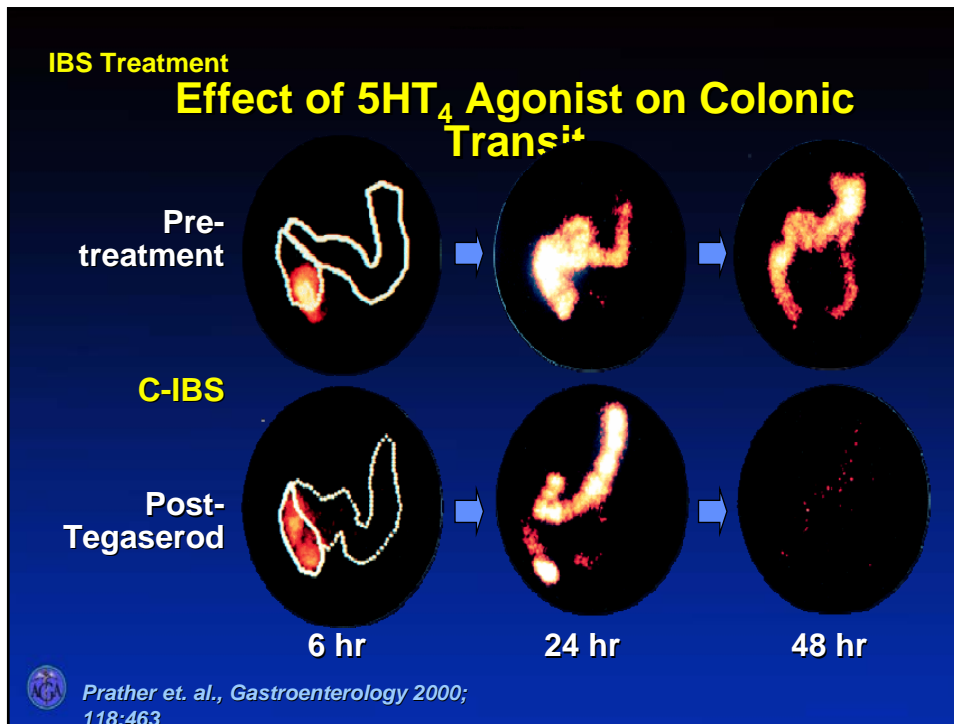 IBS Treatment
Effect of 5HT₄ Agonist on Colonic
Transit
Pre-
treatment
C-IBS
Post-
Tegaserod
6 hr
24 hr
48 hr
AGA
Prather et. al., Gastroenterology 2000;
118:463